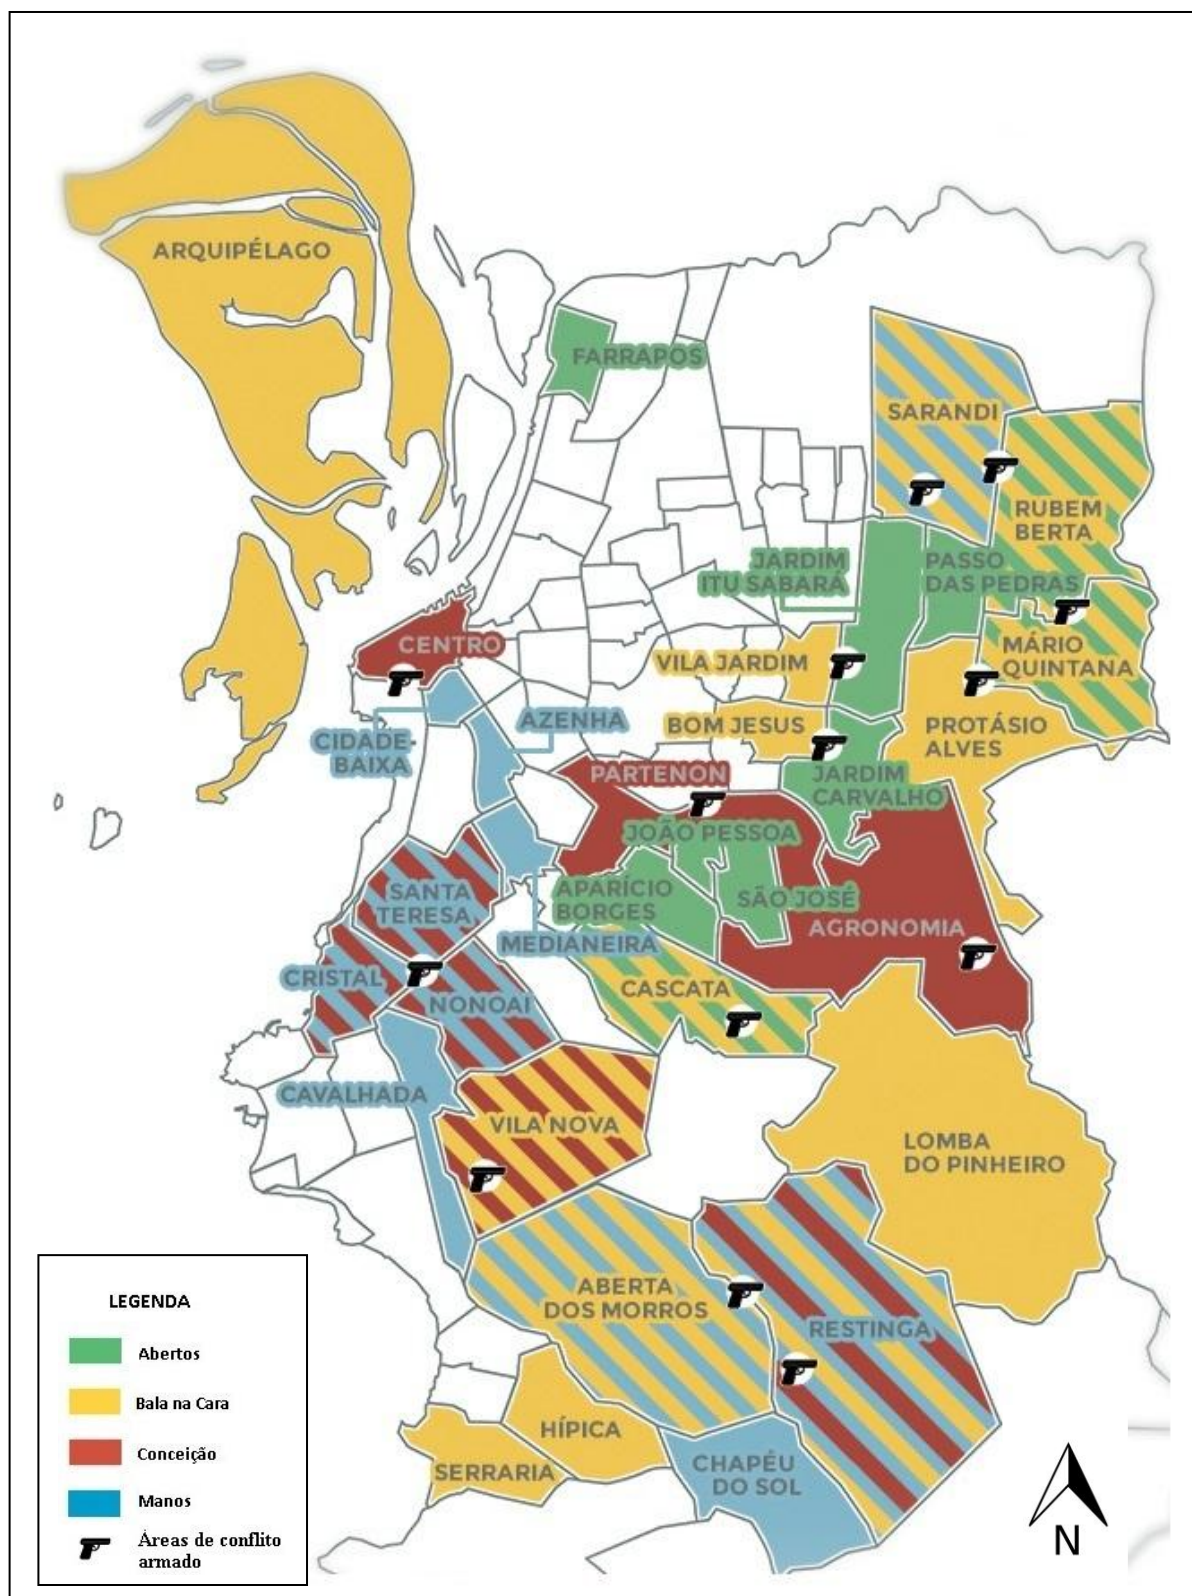 ARQUIPÉLAGO
FARRAPOS
SARANDI
RUBEM
BERTA
JARDIM
ITU SABARÁ
PASSO
DAS PEDRAS
CENTRO
VILA JARDIM
MÁRIO
QUINTANA
AZENHA
BOM JESUS
PROTÁSIO
ALVES
CIDADE-
BAIXA
PARTENON
JARDIM
CARVALHO
JOÃO PESSOA
SANTA
TERESA
APARÍCIO
BORGES
SÃO JOSÉ
AGRONOMIA
MEDIANEIRA
CRISTAL
NONOAI
CASCATA
CAVALHADA
VILA NOVA
LOMBA
DO PINHEIRO
ABERTA
DOS MORROS
RESTINGA
HÍPICA
SERRARIA
CHAPÉU
DO SOL
LEGENDA
Abertos
Bala na Cara
Conceição
Manos
Áreas de conflito
armado
N